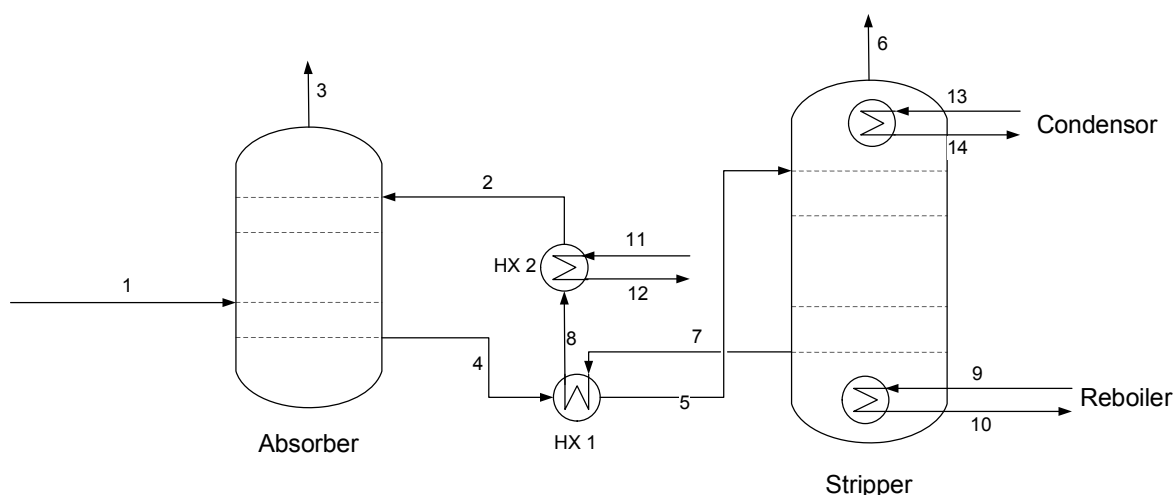 6
3
13
Condensor
14
2
11
HX 2
12
1
8
7
4
5
9
Reboiler
10
HX 1
Absorber
Stripper